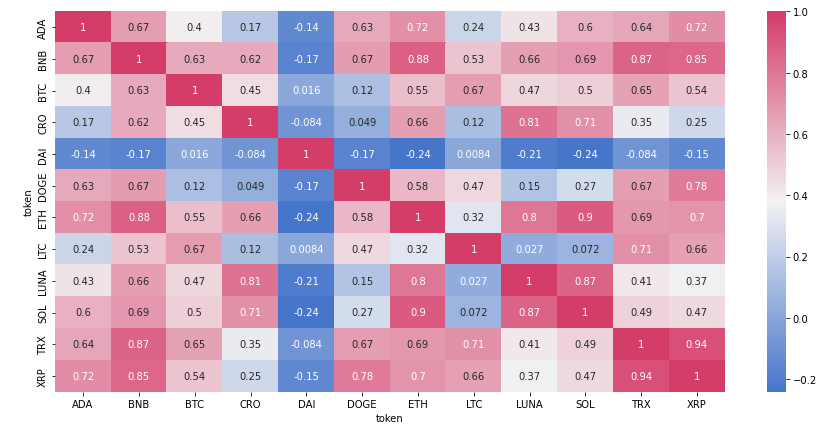 ADA 1 0.67 0.4 0.17 -0.14 0.63 0.72 0.24 0.43 0.6 0.64 0.72
BNB 0.67 1 0.63 0.62 -0.17 0.67 0.88 0.53 0.66 0.69 0.87 0.85
BTC 0.4 0.63 1 0.45 0.016 0.12 0.55 0.67 0.47 0.5 0.65 0.54
CRO 0.17 0.62 0.45 1 -0.084 0.049 0.66 0.12 0.81 0.71 0.35 0.25
DAI -0.14 -0.17 0.016 -0.084 1 -0.17 -0.24 0.0084 -0.21 -0.24 -0.084 -0.15
DOGE 0.63 0.67 0.12 0.049 -0.17 1 0.58 0.47 0.15 0.27 0.67 0.78
ETH 0.72 0.88 0.55 0.66 -0.24 0.58 1 0.32 0.8 0.9 0.69 0.7
LTC 0.24 0.53 0.67 0.12 0.0084 0.47 0.32 1 0.027 0.072 0.71 0.66
LUNA 0.43 0.66 0.47 0.81 -0.21 0.15 0.8 0.027 1 0.87 0.41 0.37
SOL 0.6 0.69 0.5 0.71 -0.24 0.27 0.9 0.072 0.87 1 0.49 0.47
TRX 0.64 0.87 0.65 0.35 -0.084 0.67 0.69 0.71 0.41 0.49 1 0.94
XRP 0.72 0.85 0.54 0.25 -0.15 0.78 0.7 0.66 0.37 0.47 0.94 1
ADA BNB BTC CRO DAI DOGE ETH LTC LUNA SOL TRX XRP
token
token
1.0
0.8
0.6
0.4
0.2
0.0
−0.2